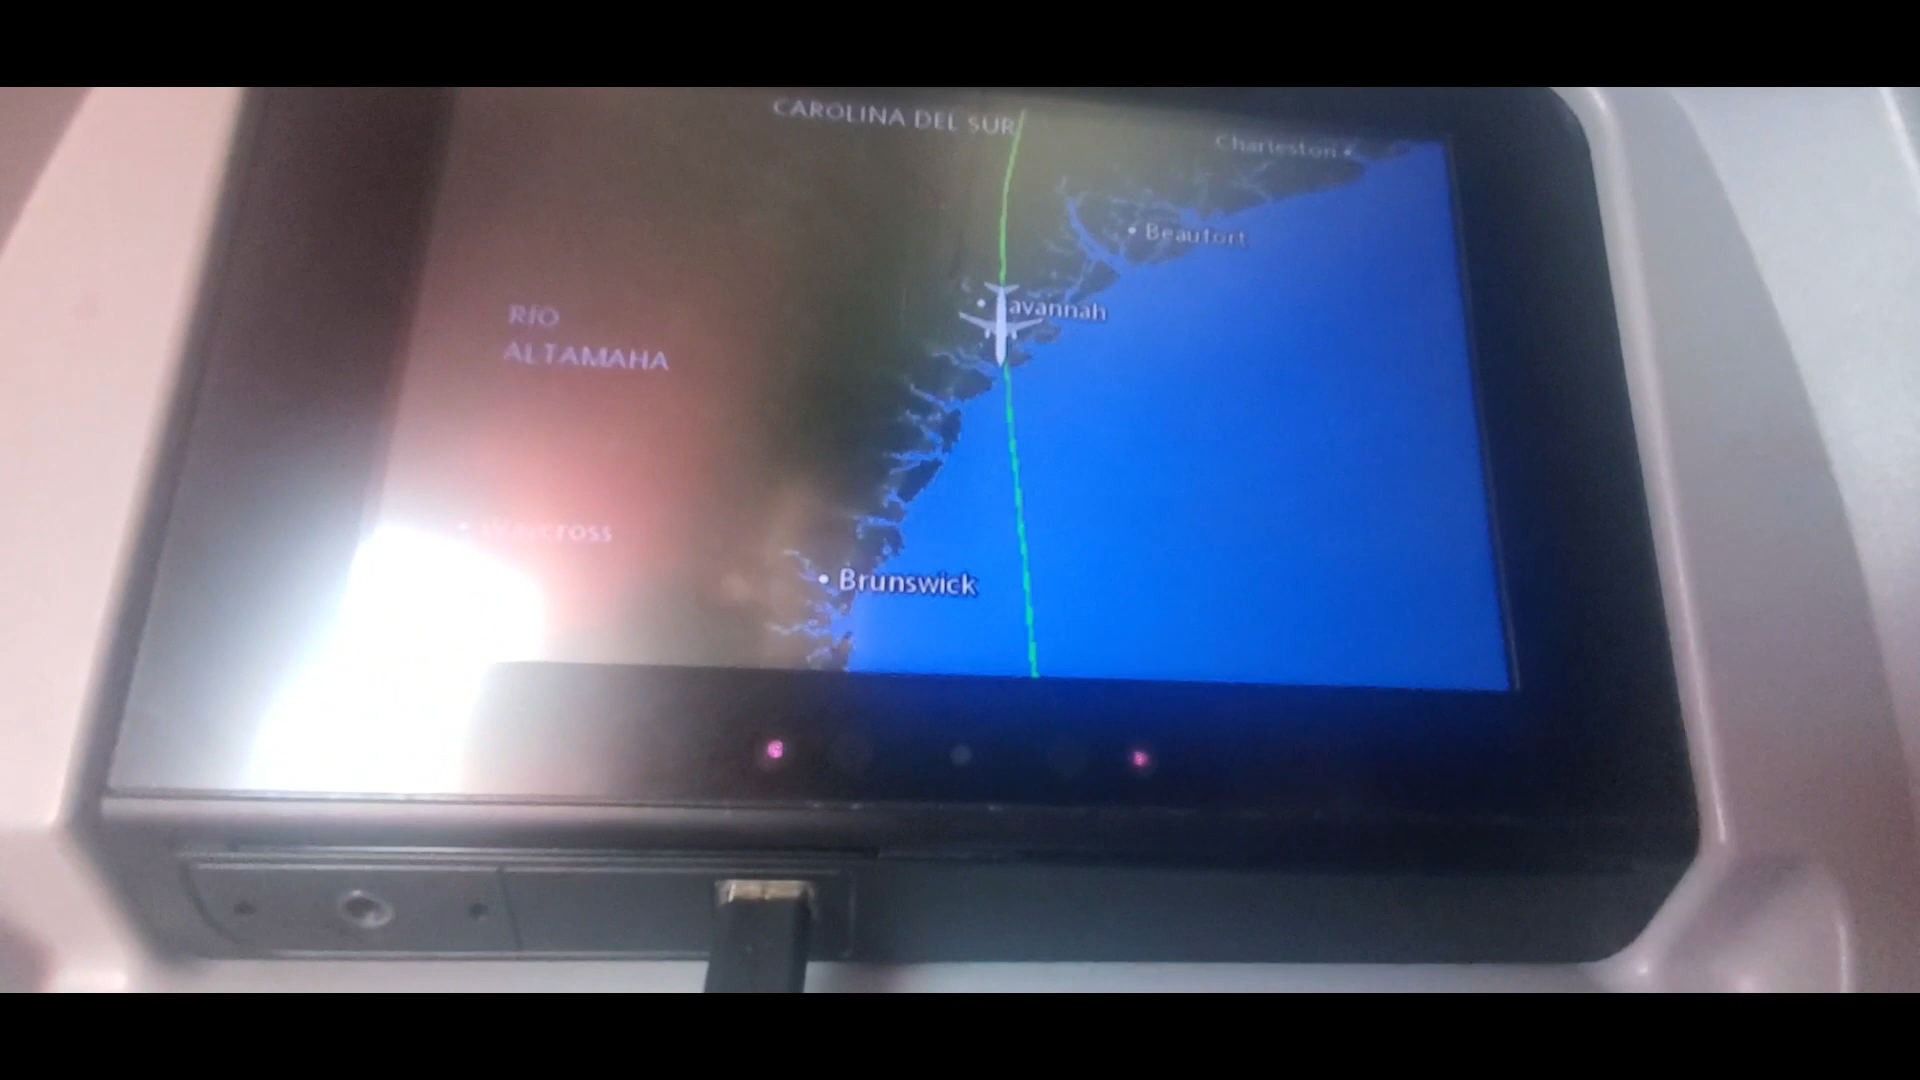 CAROLINA DEL SUR
Charleston
Beaufort
avannah
RÍO
ALTAMAHA
Brunswick